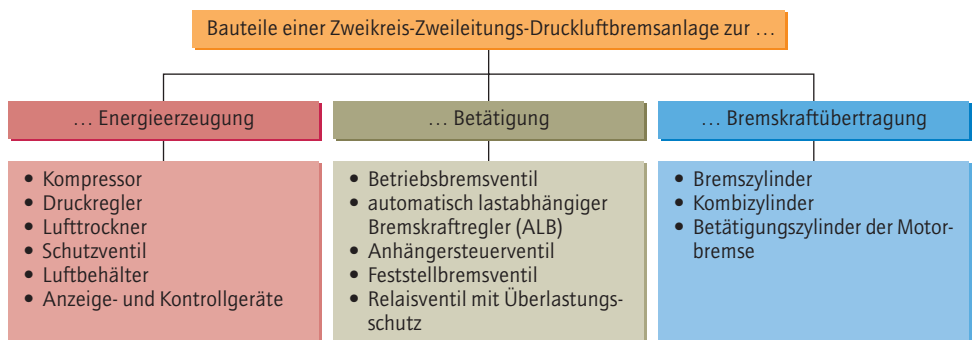 Bauteile einer Zweikreis-Zweileitungs-Druckluftbremsanlage zur …
… Energieerzeugung
• Kompressor
• Druckregler
• Lufttrockner
• Schutzventil
• Luftbehälter
• Anzeige- und Kontrollgeräte
… Betätigung
• Betriebsbremsventil
• automatisch lastabhängiger
Bremskraftregler (ALB)
• Anhängersteuerventil
• Feststellbremsventil
• Relaisventil mit Überlastungs-
schutz
… Bremskraftübertragung
• Bremszylinder
• Kombizylinder
• Betätigungszylinder der Motor-
bremse